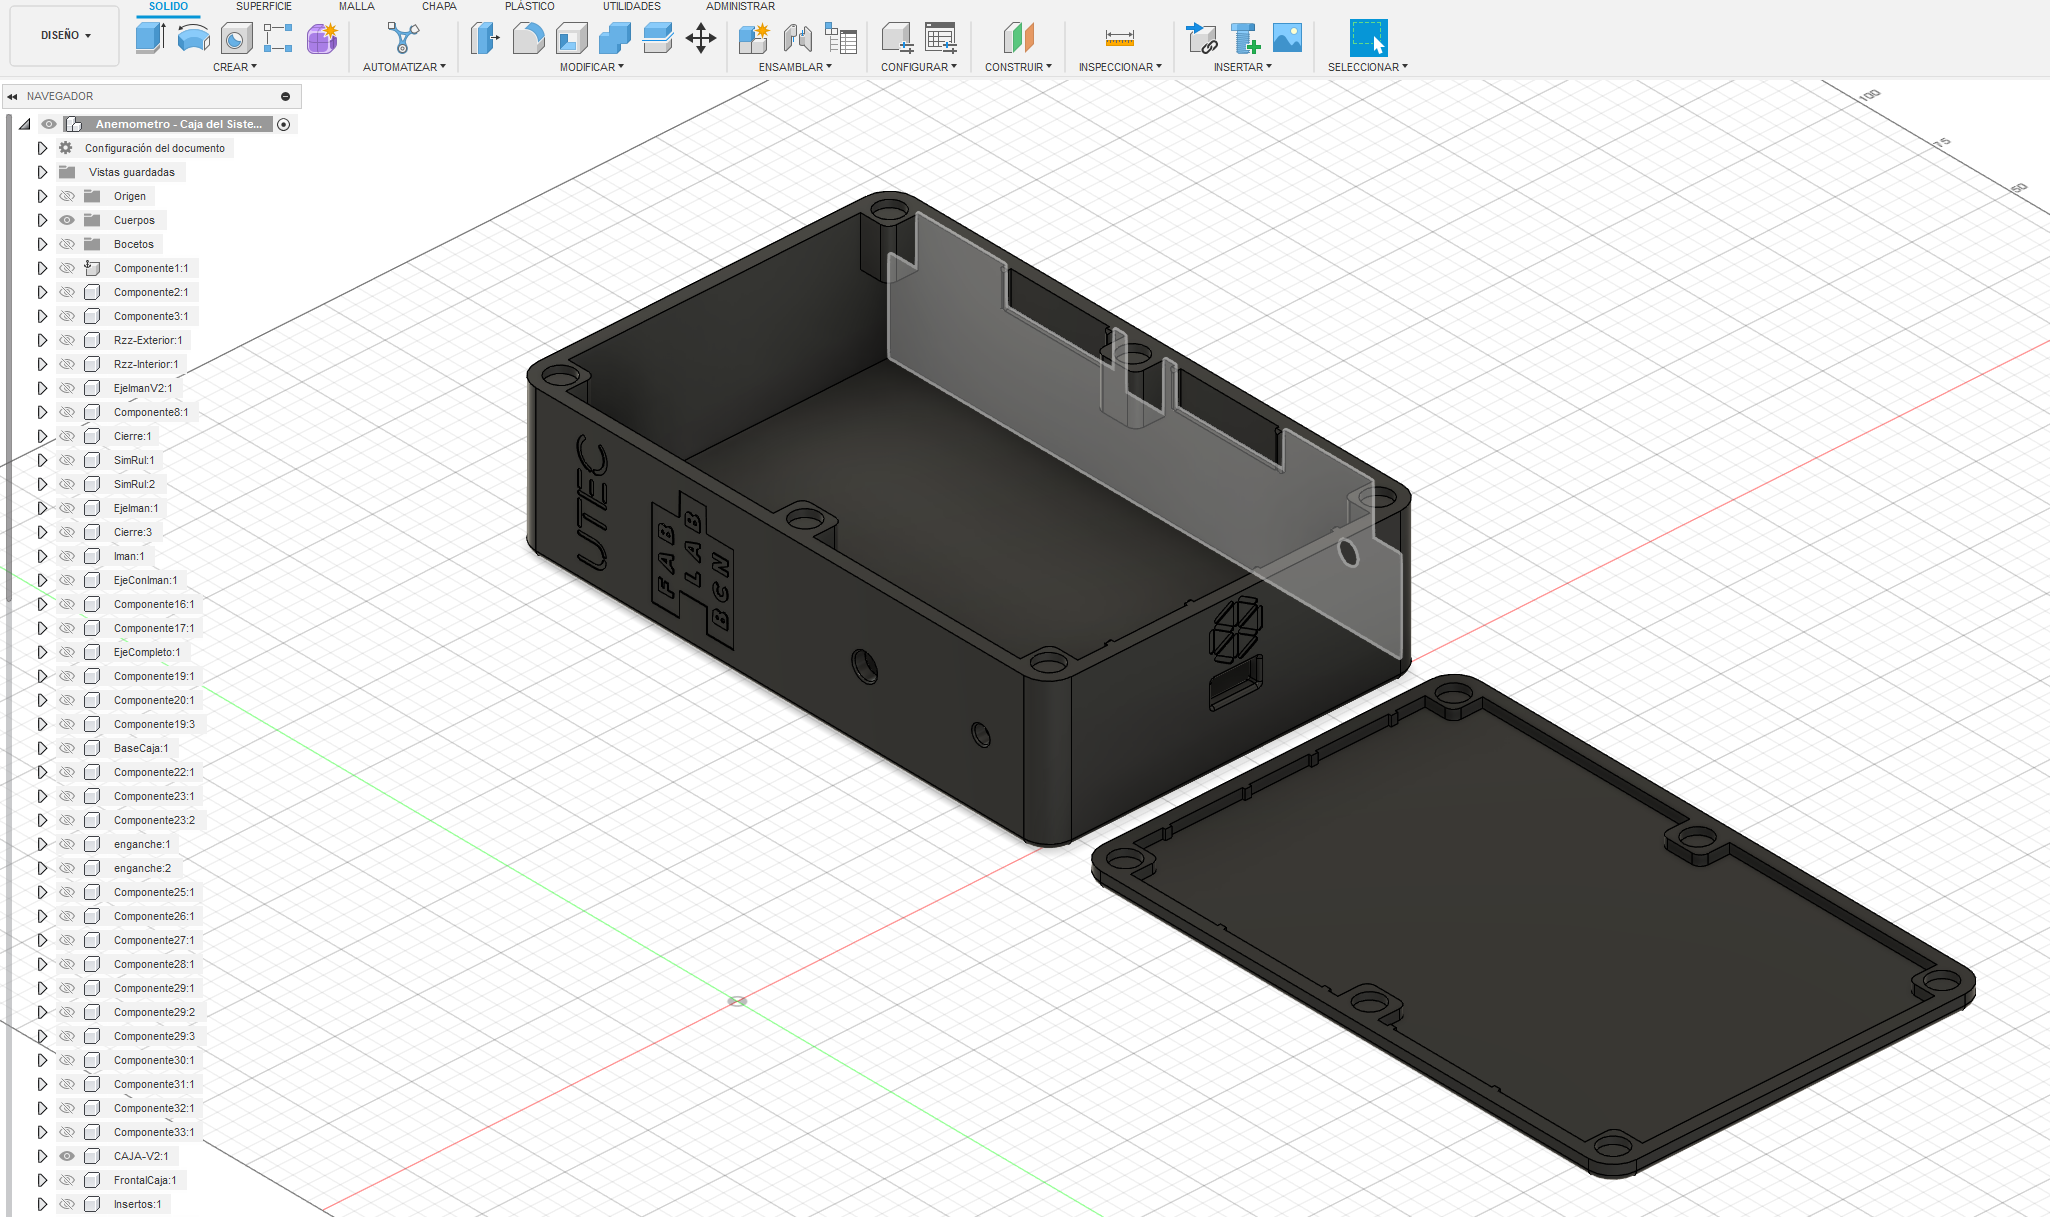 SOLIDO SUPERFICIE MALLA CHAPA PLÁSTICO UTILIDADES ADMINISTRAR
DISEÑO
CREAR AUTOMATIZAR MODIFICAR ENSAMBLAR CONFIGURAR CONSTRUIR INSPECCIONAR INSERTAR SELECCIONAR
NAVEGADOR
Anemometro - Caja del Siste...
Configuración del documento
Vistas guardadas
Origen
Cuerpos
Bocetos
Componente1:1
Componente2:1
Componente3:1
Rzz-Exterior:1
Rzz-Interior:1
EjeImanV2:1
Componente8:1
Cierre:1
SimRul:1
SimRul:2
EjeIman:1
Cierre:3
Iman:1
EjeConIman:1
Componente16:1
Componente17:1
EjeCompleto:1
Componente19:1
Componente20:1
Componente19:3
BaseCaja:1
Componente22:1
Componente23:1
Componente23:2
enganche:1
enganche:2
Componente25:1
Componente26:1
Componente27:1
Componente28:1
Componente29:1
Componente29:2
Componente29:3
Componente30:1
Componente31:1
Componente32:1
Componente33:1
CAJA-V2:1
FrontalCaja:1
Insertos:1
UTEC
FAB
LAB
BCN
100
75
50